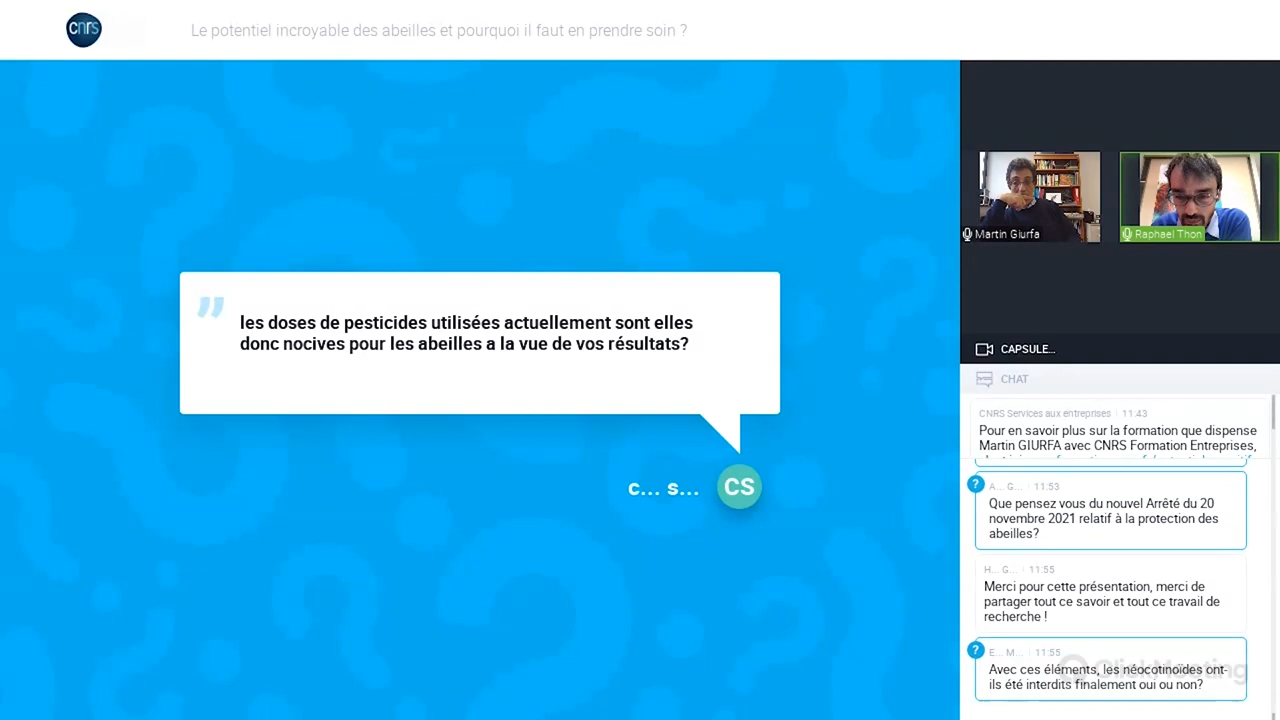 cnrs
Le potentiel incroyable des abeilles et pourquoi il faut en prendre soin ?
les doses de pesticides utilisées actuellement sont elles
donc nocives pour les abeilles a la vue de vos résultats?
c... s...
CS
Martin Giurfa
Raphael Thon
CAPSULE...
CHAT
CNRS Services aux entreprises 11.43
Pour en savoir plus sur la formation que dispense
Martin GIURFA avec CNRS Formation Entreprises,
? A... G... 11:53
Que pensez vous du nouvel Arrêté du 20
novembre 2021 relatif à la protection des
abeilles?
H... G... 11:55
Merci pour cette présentation, merci de
partager tout ce savoir et tout ce travail de
recherche !
? E... M... 11:55
Avec ces éléments, les néocotinoïdes ont-
ils été interdits finalement oui ou non?
ClickMeeting